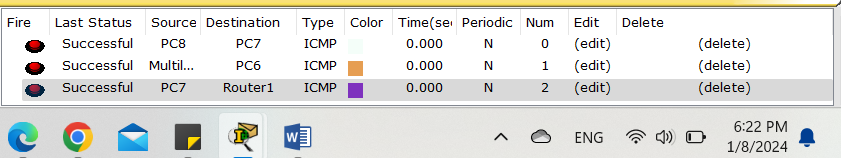 Fire Last Status Source Destination Type Color Time(sec Periodic Num Edit Delete
Successful PC8 PC7 ICMP 0.000 N 0 (edit) (delete)
Successful Multil... PC6 ICMP 0.000 N 1 (edit) (delete)
Successful PC7 Router1 ICMP 0.000 N 2 (edit) (delete)
ENG
6:22 PM
1/8/2024